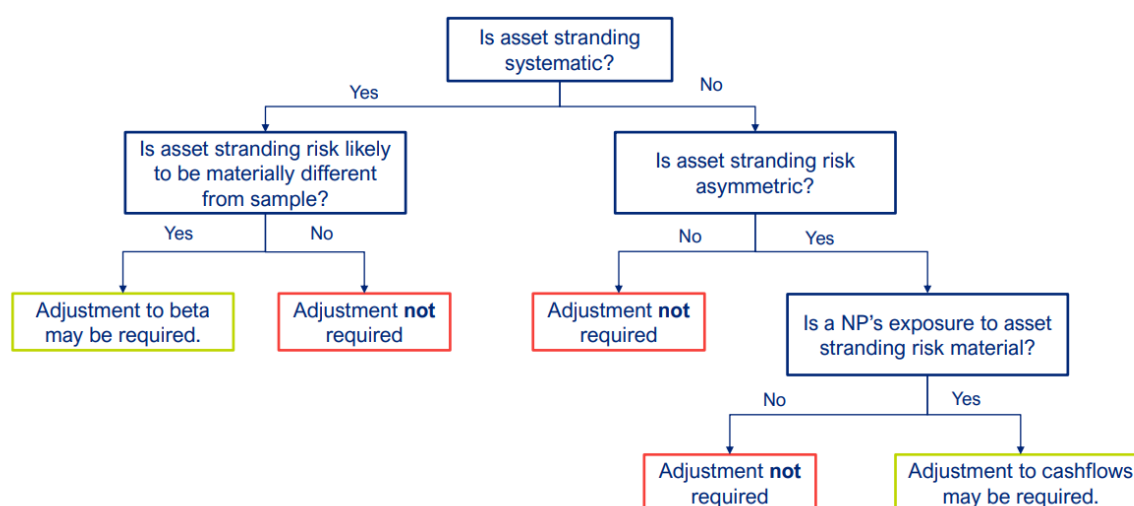 Is asset stranding
systematic?
Yes
No
Is asset stranding risk likely
to be materially different
from sample?
Is asset stranding risk
asymmetric?
Yes
No
No
Yes
Adjustment to beta
may be required.
Adjustment not
required
Adjustment not
required
Is a NP's exposure to asset
stranding risk material?
No
Yes
Adjustment not
required
Adjustment to cashflows
may be required.